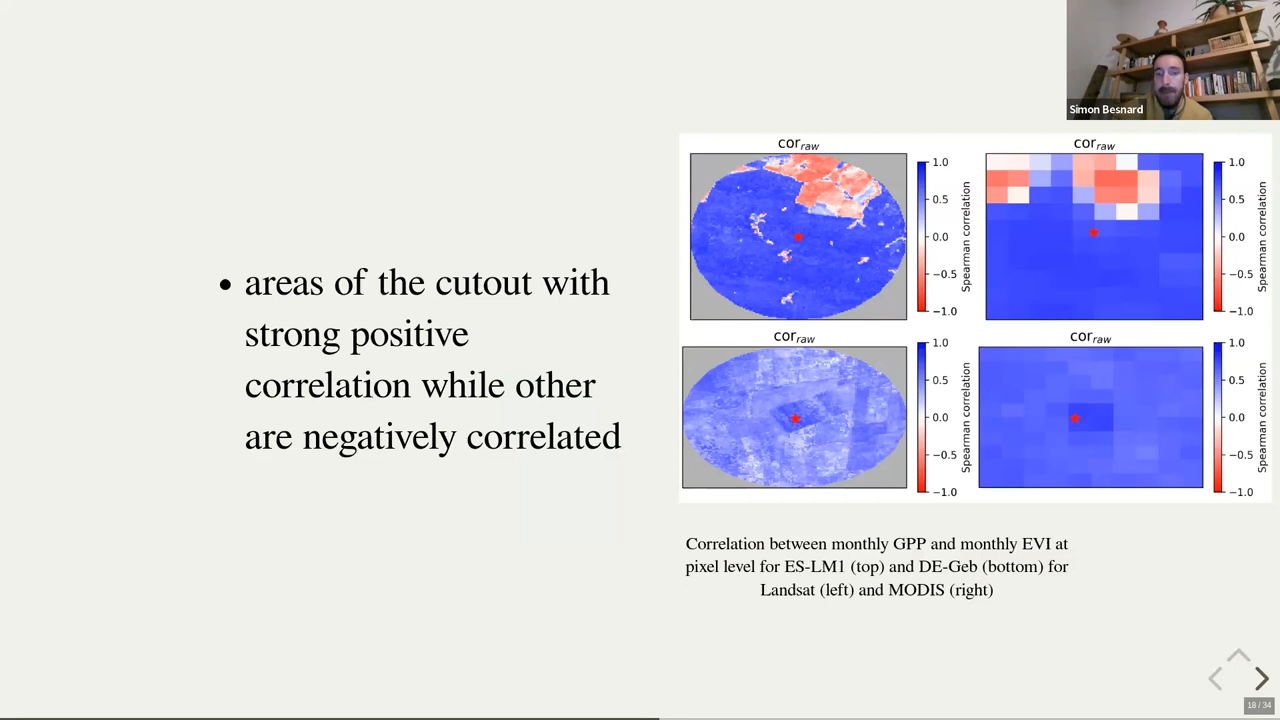 Simon Besnard
• areas of the cutout with
strong positive
correlation while other
are negatively correlated
cor_raw
1.0
0.5
0.0
−0.5
−1.0
Spearman correlation
cor_raw
1.0
0.5
0.0
−0.5
−1.0
Spearman correlation
cor_raw
1.0
0.5
0.0
−0.5
−1.0
Spearman correlation
cor_raw
1.0
0.5
0.0
−0.5
−1.0
Spearman correlation
Correlation between monthly GPP and monthly EVI at
pixel level for ES-LM1 (top) and DE-Geb (bottom) for
Landsat (left) and MODIS (right)
18 / 34